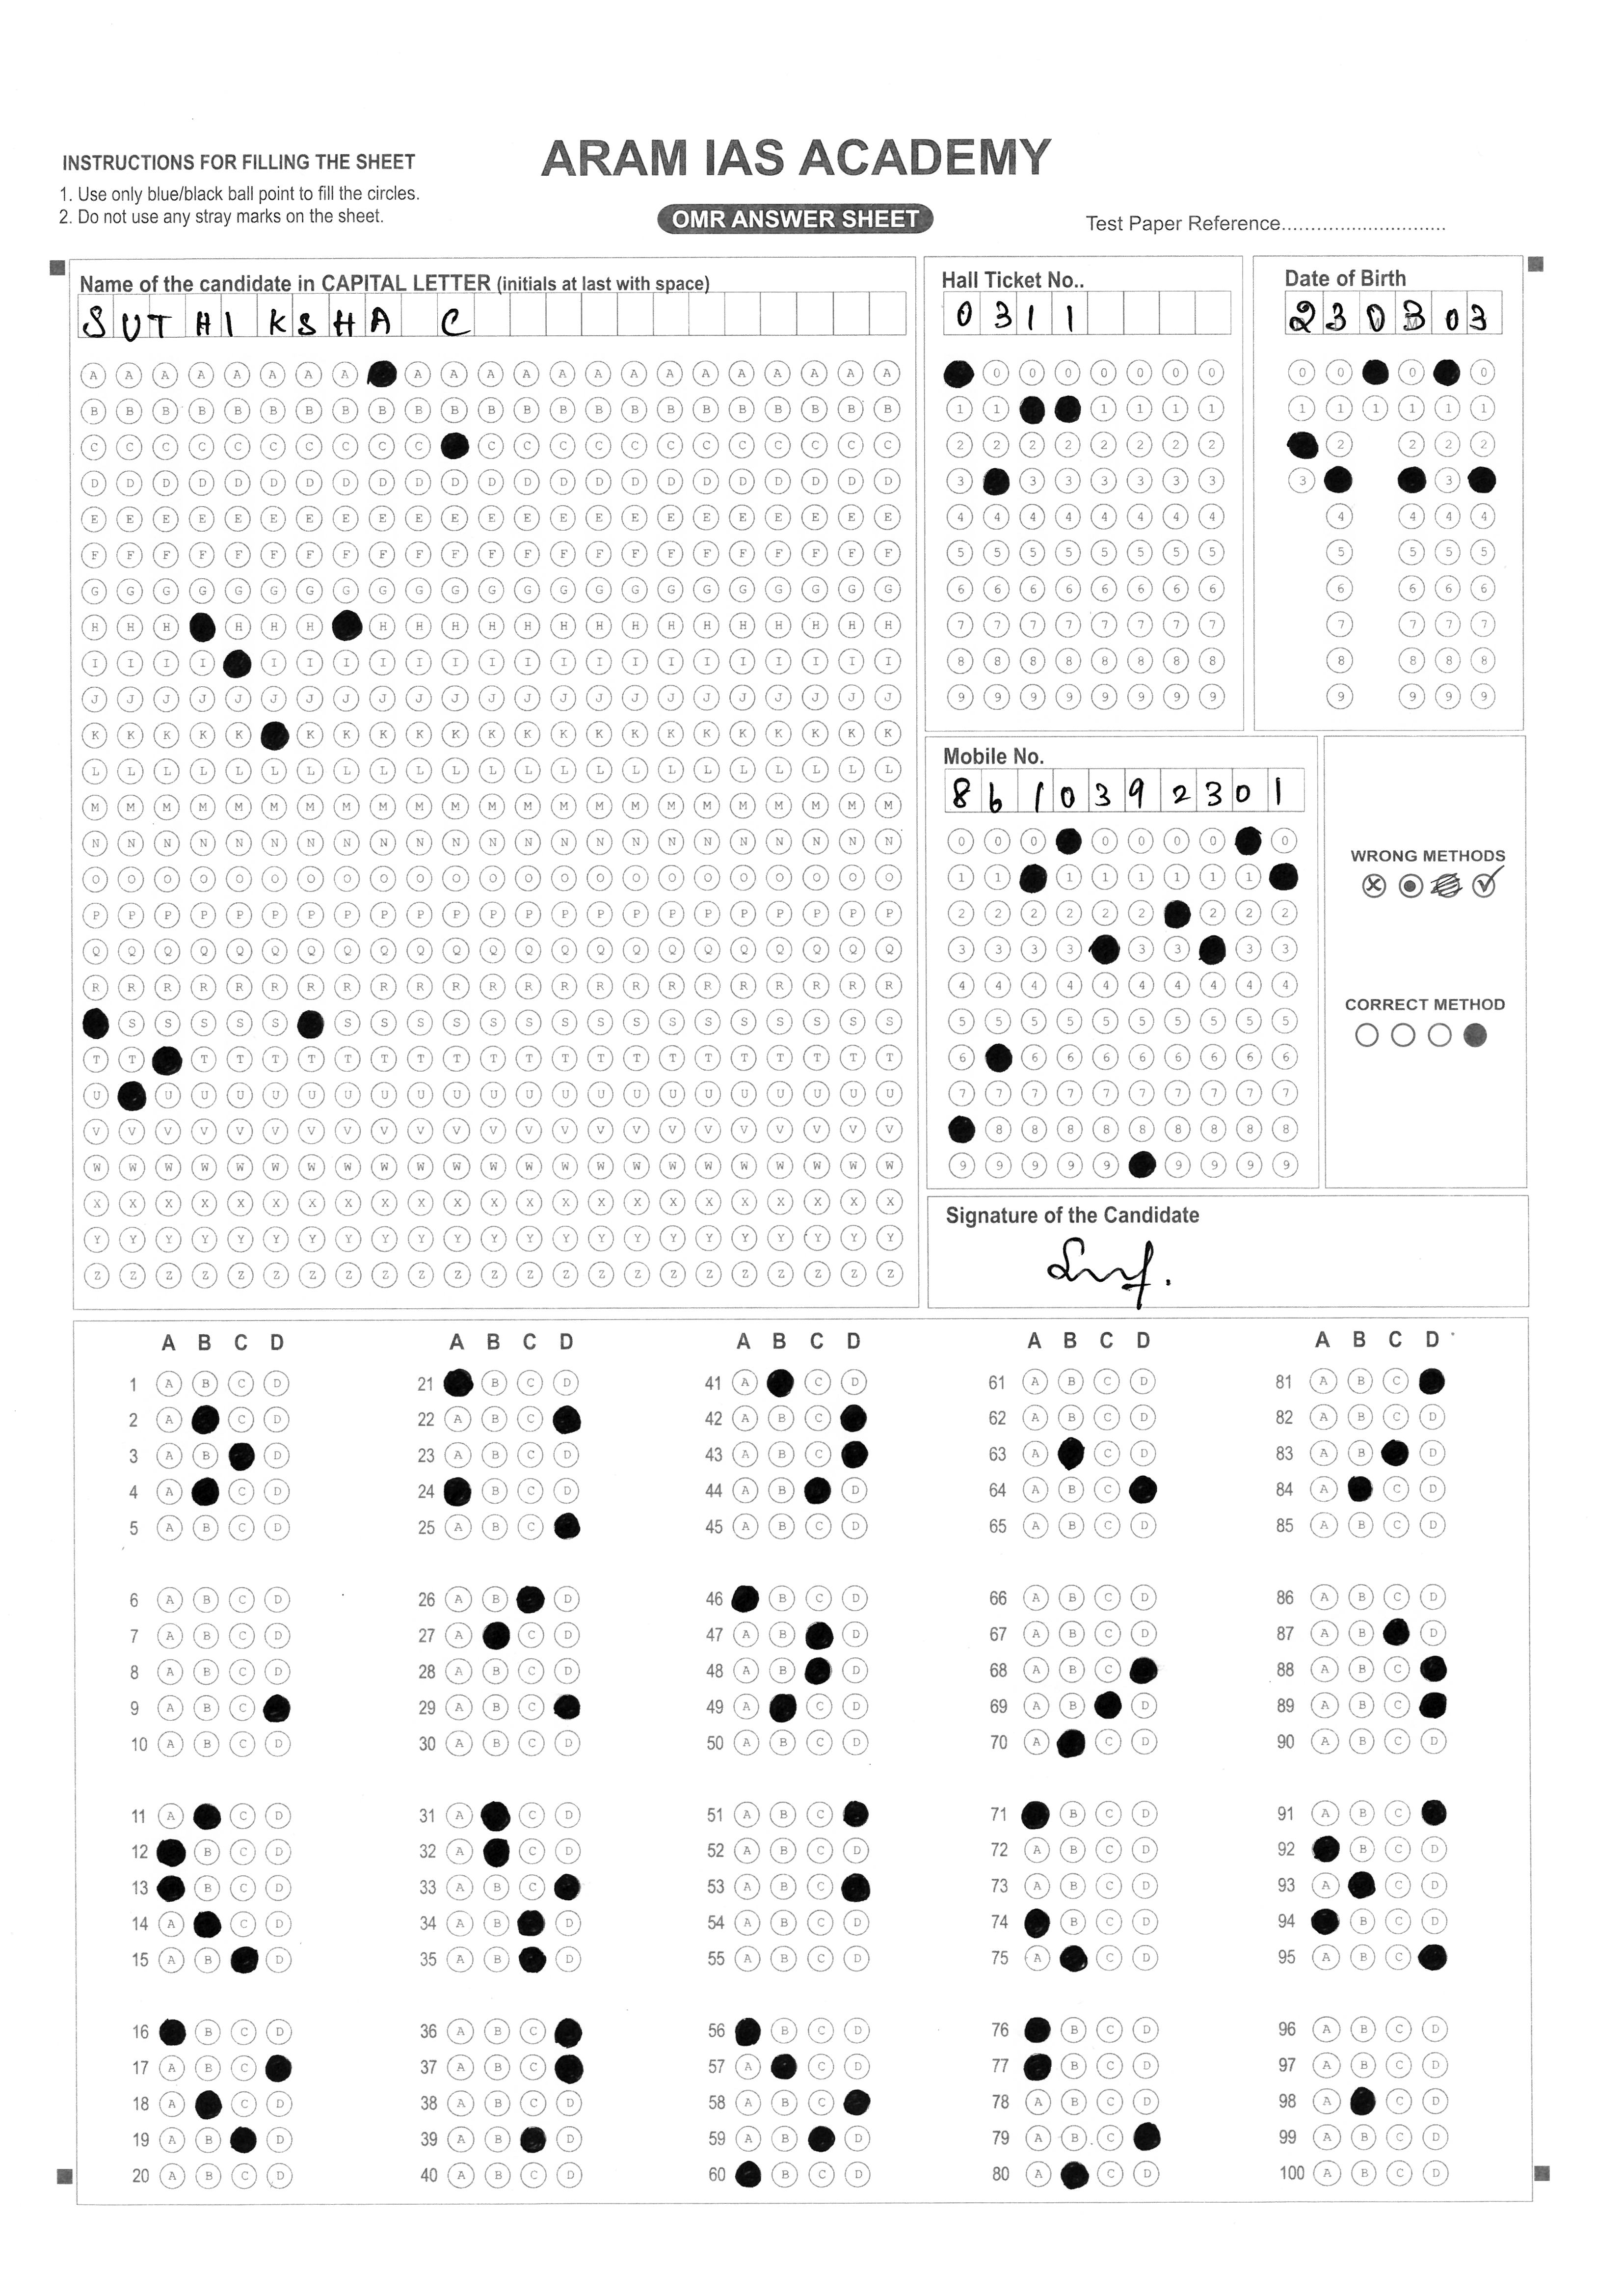 INSTRUCTIONS FOR FILLING THE SHEET
1. Use only blue/black ball point to fill the circles.
2. Do not use any stray marks on the sheet.
ARAM IAS ACADEMY
OMR ANSWER SHEET
Test Paper Reference............................
Name of the candidate in CAPITAL LETTER (initials at last with space)
SUTHIKSHA C
Hall Ticket No..
0311
Date of Birth
230303
Mobile No.
8610392301
WRONG METHODS
CORRECT METHOD
Signature of the Candidate
A B C D A B C D A B C D A B C D A B C D
1 A B C D 21 B C D 41 A C D 61 A B C D 81 A B C
2 A C D 22 A B C 42 A B C 62 A B C D 82 A B C D
3 A B D 23 A B C D 43 A B C 63 A C D 83 A B D
4 A C D 24 B C D 44 A B D 64 A B C 84 A C D
5 A B C D 25 A B C 45 A B C D 65 A B C D 85 A B C D
6 A B C D 26 A B D 46 B C D 66 A B C D 86 A B C D
7 A B C D 27 A C D 47 A B D 67 A B C D 87 A B D
8 A B C D 28 A B C D 48 A B D 68 A B C 88 A B C
9 A B C 29 A B C 49 A C D 69 A B D 89 A B C
10 A B C D 30 A B C D 50 A B C D 70 A C D 90 A B C D
11 A C D 31 A C D 51 A B C 71 B C D 91 A B C
12 B C D 32 A C D 52 A B C D 72 A B C D 92 B C D
13 B C D 33 A B C 53 A B C 73 A B C D 93 A C D
14 A C D 34 A B D 54 A B C D 74 B C D 94 B C D
15 A B D 35 A B D 55 A B C D 75 A C D 95 A B C
16 B C D 36 A B C 56 B C D 76 B C D 96 A B C D
17 A B C 37 A B C 57 A C D 77 B C D 97 A B C D
18 A C D 38 A B C D 58 A B C 78 A B C D 98 A C D
19 A B D 39 A B D 59 A B D 79 A B C 99 A B C D
20 A B C D 40 A B C D 60 B C D 80 A C D 100 A B C D